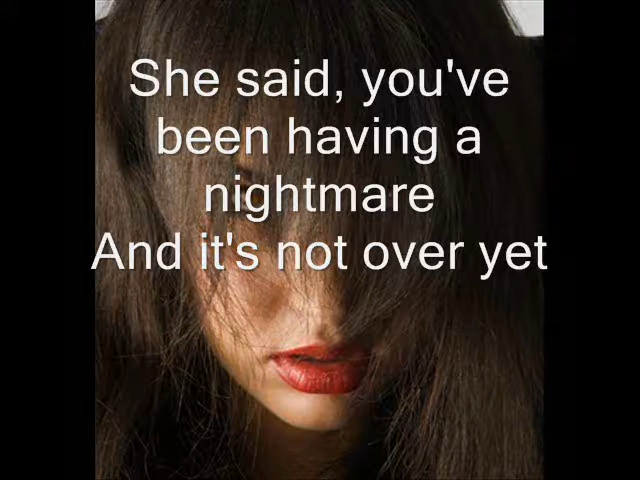 She said, you've
been having a
nightmare
And it's not over yet